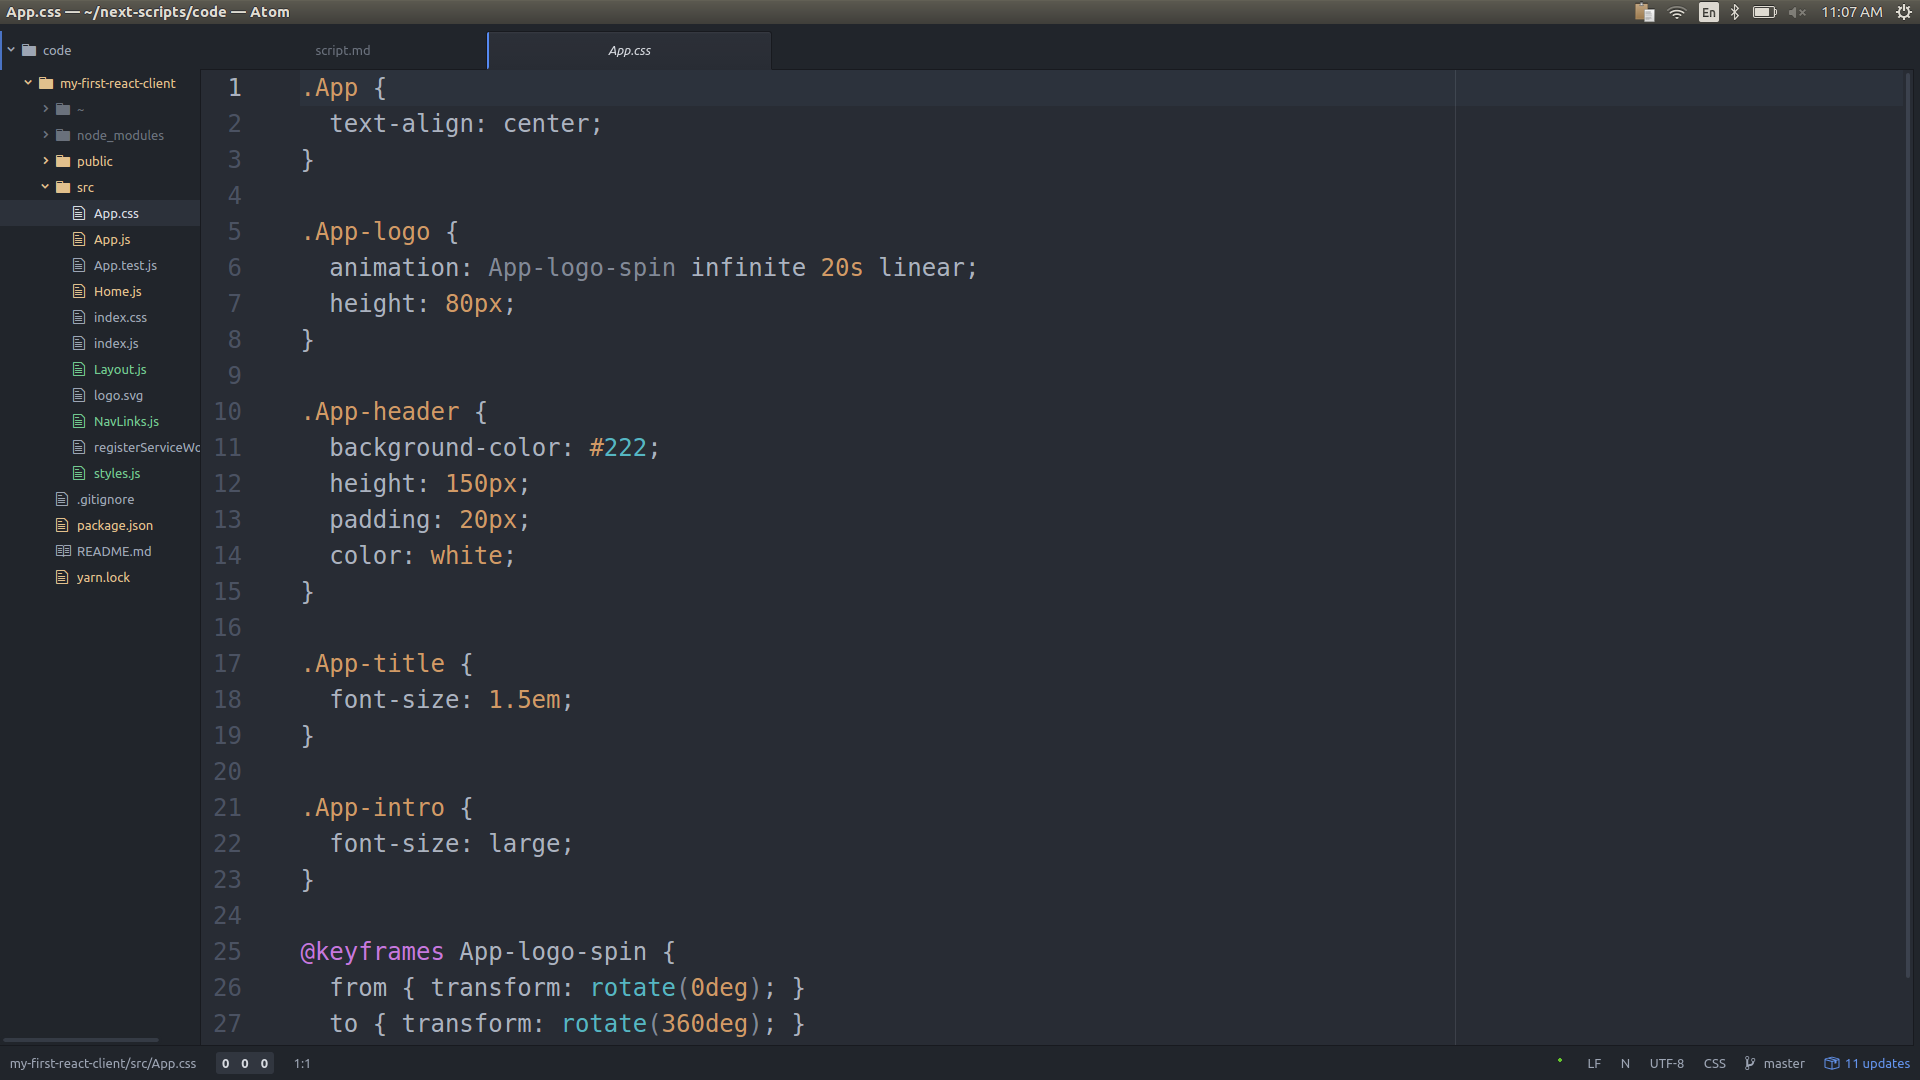 App.css — ~/next-scripts/code — Atom
En
11:07 AM
code
script.md
App.css
my-first-react-client
~
node_modules
public
src
App.css
App.js
App.test.js
Home.js
index.css
index.js
Layout.js
logo.svg
NavLinks.js
registerServiceWo
styles.js
.gitignore
package.json
README.md
yarn.lock
1 .App {
2 text-align: center;
3 }
4
5 .App-logo {
6 animation: App-logo-spin infinite 20s linear;
7 height: 80px;
8 }
9
10 .App-header {
11 background-color: #222;
12 height: 150px;
13 padding: 20px;
14 color: white;
15 }
16
17 .App-title {
18 font-size: 1.5em;
19 }
20
21 .App-intro {
22 font-size: large;
23 }
24
25 @keyframes App-logo-spin {
26 from { transform: rotate(0deg); }
27 to { transform: rotate(360deg); }
my-first-react-client/src/App.css 0 0 0 1:1
LF N UTF-8 CSS master 11 updates